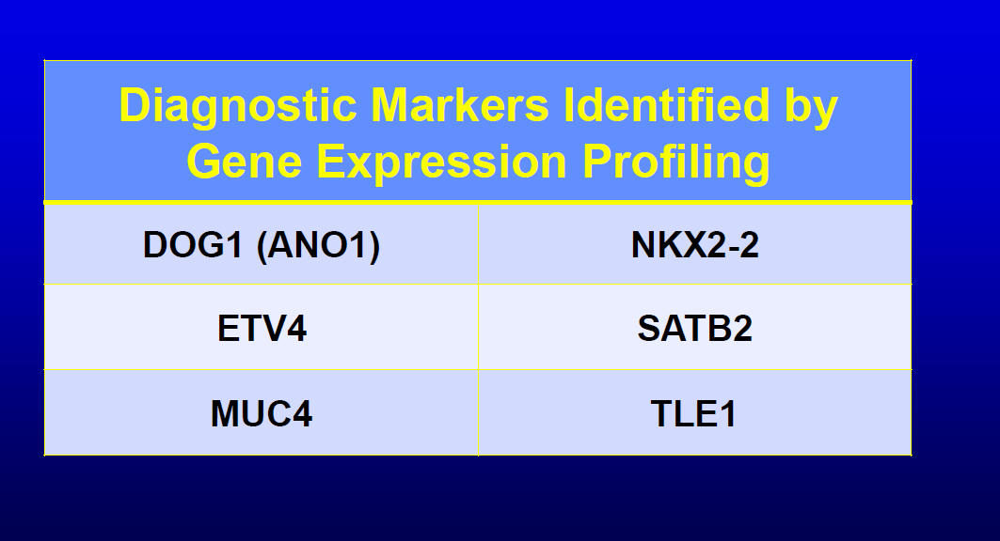 Diagnostic Markers Identified by
Gene Expression Profiling
DOG1 (ANO1) NKX2-2
ETV4 SATB2
MUC4 TLE1